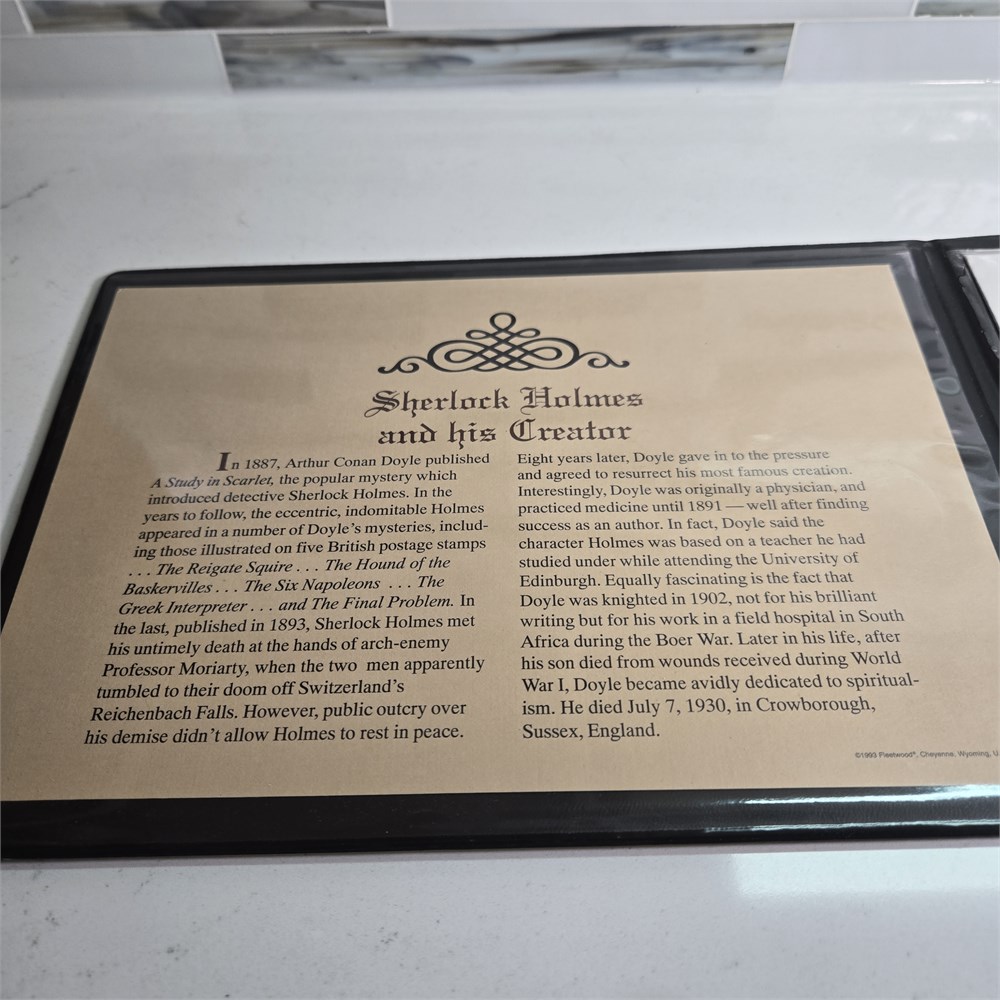 Sherlock Holmes
and his Creator
In 1887, Arthur Conan Doyle published
A Study in Scarlet, the popular mystery which
introduced detective Sherlock Holmes. In the
years to follow, the eccentric, indomitable Holmes
appeared in a number of Doyle's mysteries, includ-
ing those illustrated on five British postage stamps
. . . The Reigate Squire . . . The Hound of the
Baskervilles . . . The Six Napoleons . . . The
Greek Interpreter . . . and The Final Problem. In
the last, published in 1893, Sherlock Holmes met
his untimely death at the hands of arch-enemy
Professor Moriarty, when the two men apparently
tumbled to their doom off Switzerland's
Reichenbach Falls. However, public outcry over
his demise didn't allow Holmes to rest in peace.
Eight years later, Doyle gave in to the pressure
and agreed to resurrect his most famous creation.
Interestingly, Doyle was originally a physician, and
practiced medicine until 1891 — well after finding
success as an author. In fact, Doyle said the
character Holmes was based on a teacher he had
studied under while attending the University of
Edinburgh. Equally fascinating is the fact that
Doyle was knighted in 1902, not for his brilliant
writing but for his work in a field hospital in South
Africa during the Boer War. Later in his life, after
his son died from wounds received during World
War I, Doyle became avidly dedicated to spiritual-
ism. He died July 7, 1930, in Crowborough,
Sussex, England.
©1993 Fleetwood®, Cheyenne, Wyoming, U